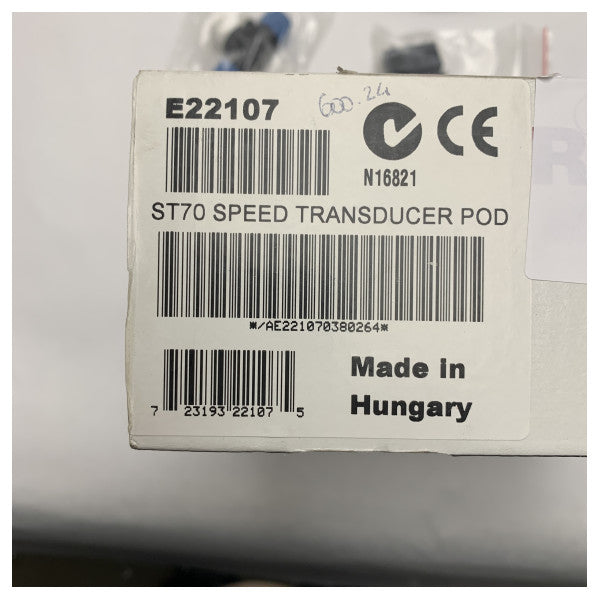 E22107
600.24
CE
N16821
ST70 SPEED TRANSDUCER POD
*/AE221070380264*
7 23193 22107 5
Made in
Hungary
R